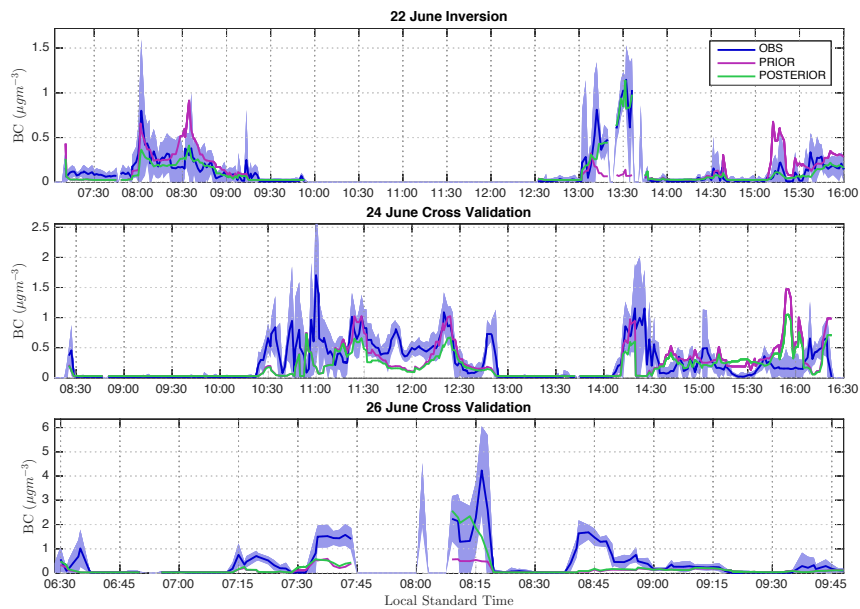 22 June Inversion
BC (μgm⁻³)
1.5
1
0.5
0
OBS
PRIOR
POSTERIOR
07:30 08:00 08:30 09:00 09:30 10:00 10:30 11:00 11:30 12:00 12:30 13:00 13:30 14:00 14:30 15:00 15:30 16:00
24 June Cross Validation
BC (μgm⁻³)
2.5
2
1.5
1
0.5
0
08:30 09:00 09:30 10:00 10:30 11:00 11:30 12:00 12:30 13:00 13:30 14:00 14:30 15:00 15:30 16:00 16:30
26 June Cross Validation
BC (μgm⁻³)
6
5
4
3
2
1
0
06:30 06:45 07:00 07:15 07:30 07:45 08:00 08:15 08:30 08:45 09:00 09:15 09:30 09:45
Local Standard Time